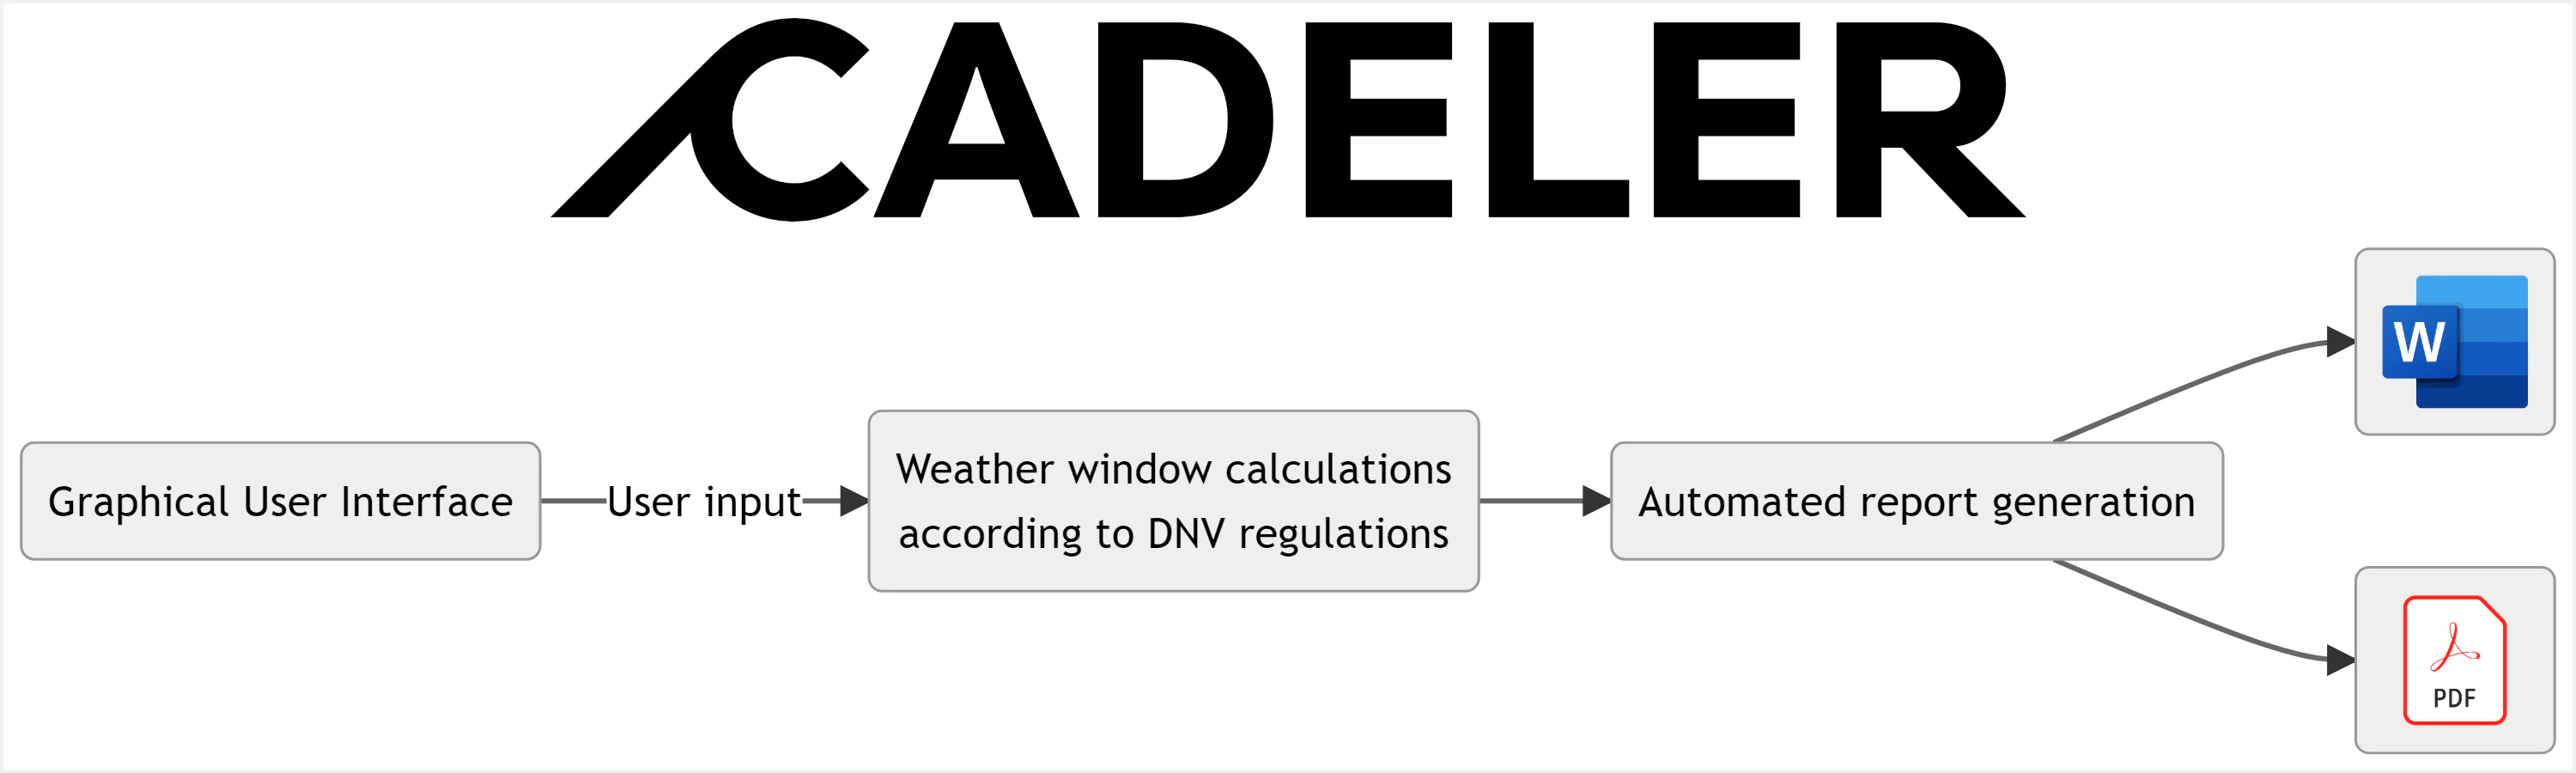 CADELER
Graphical User Interface
User input
Weather window calculations
according to DNV regulations
Automated report generation
W
PDF